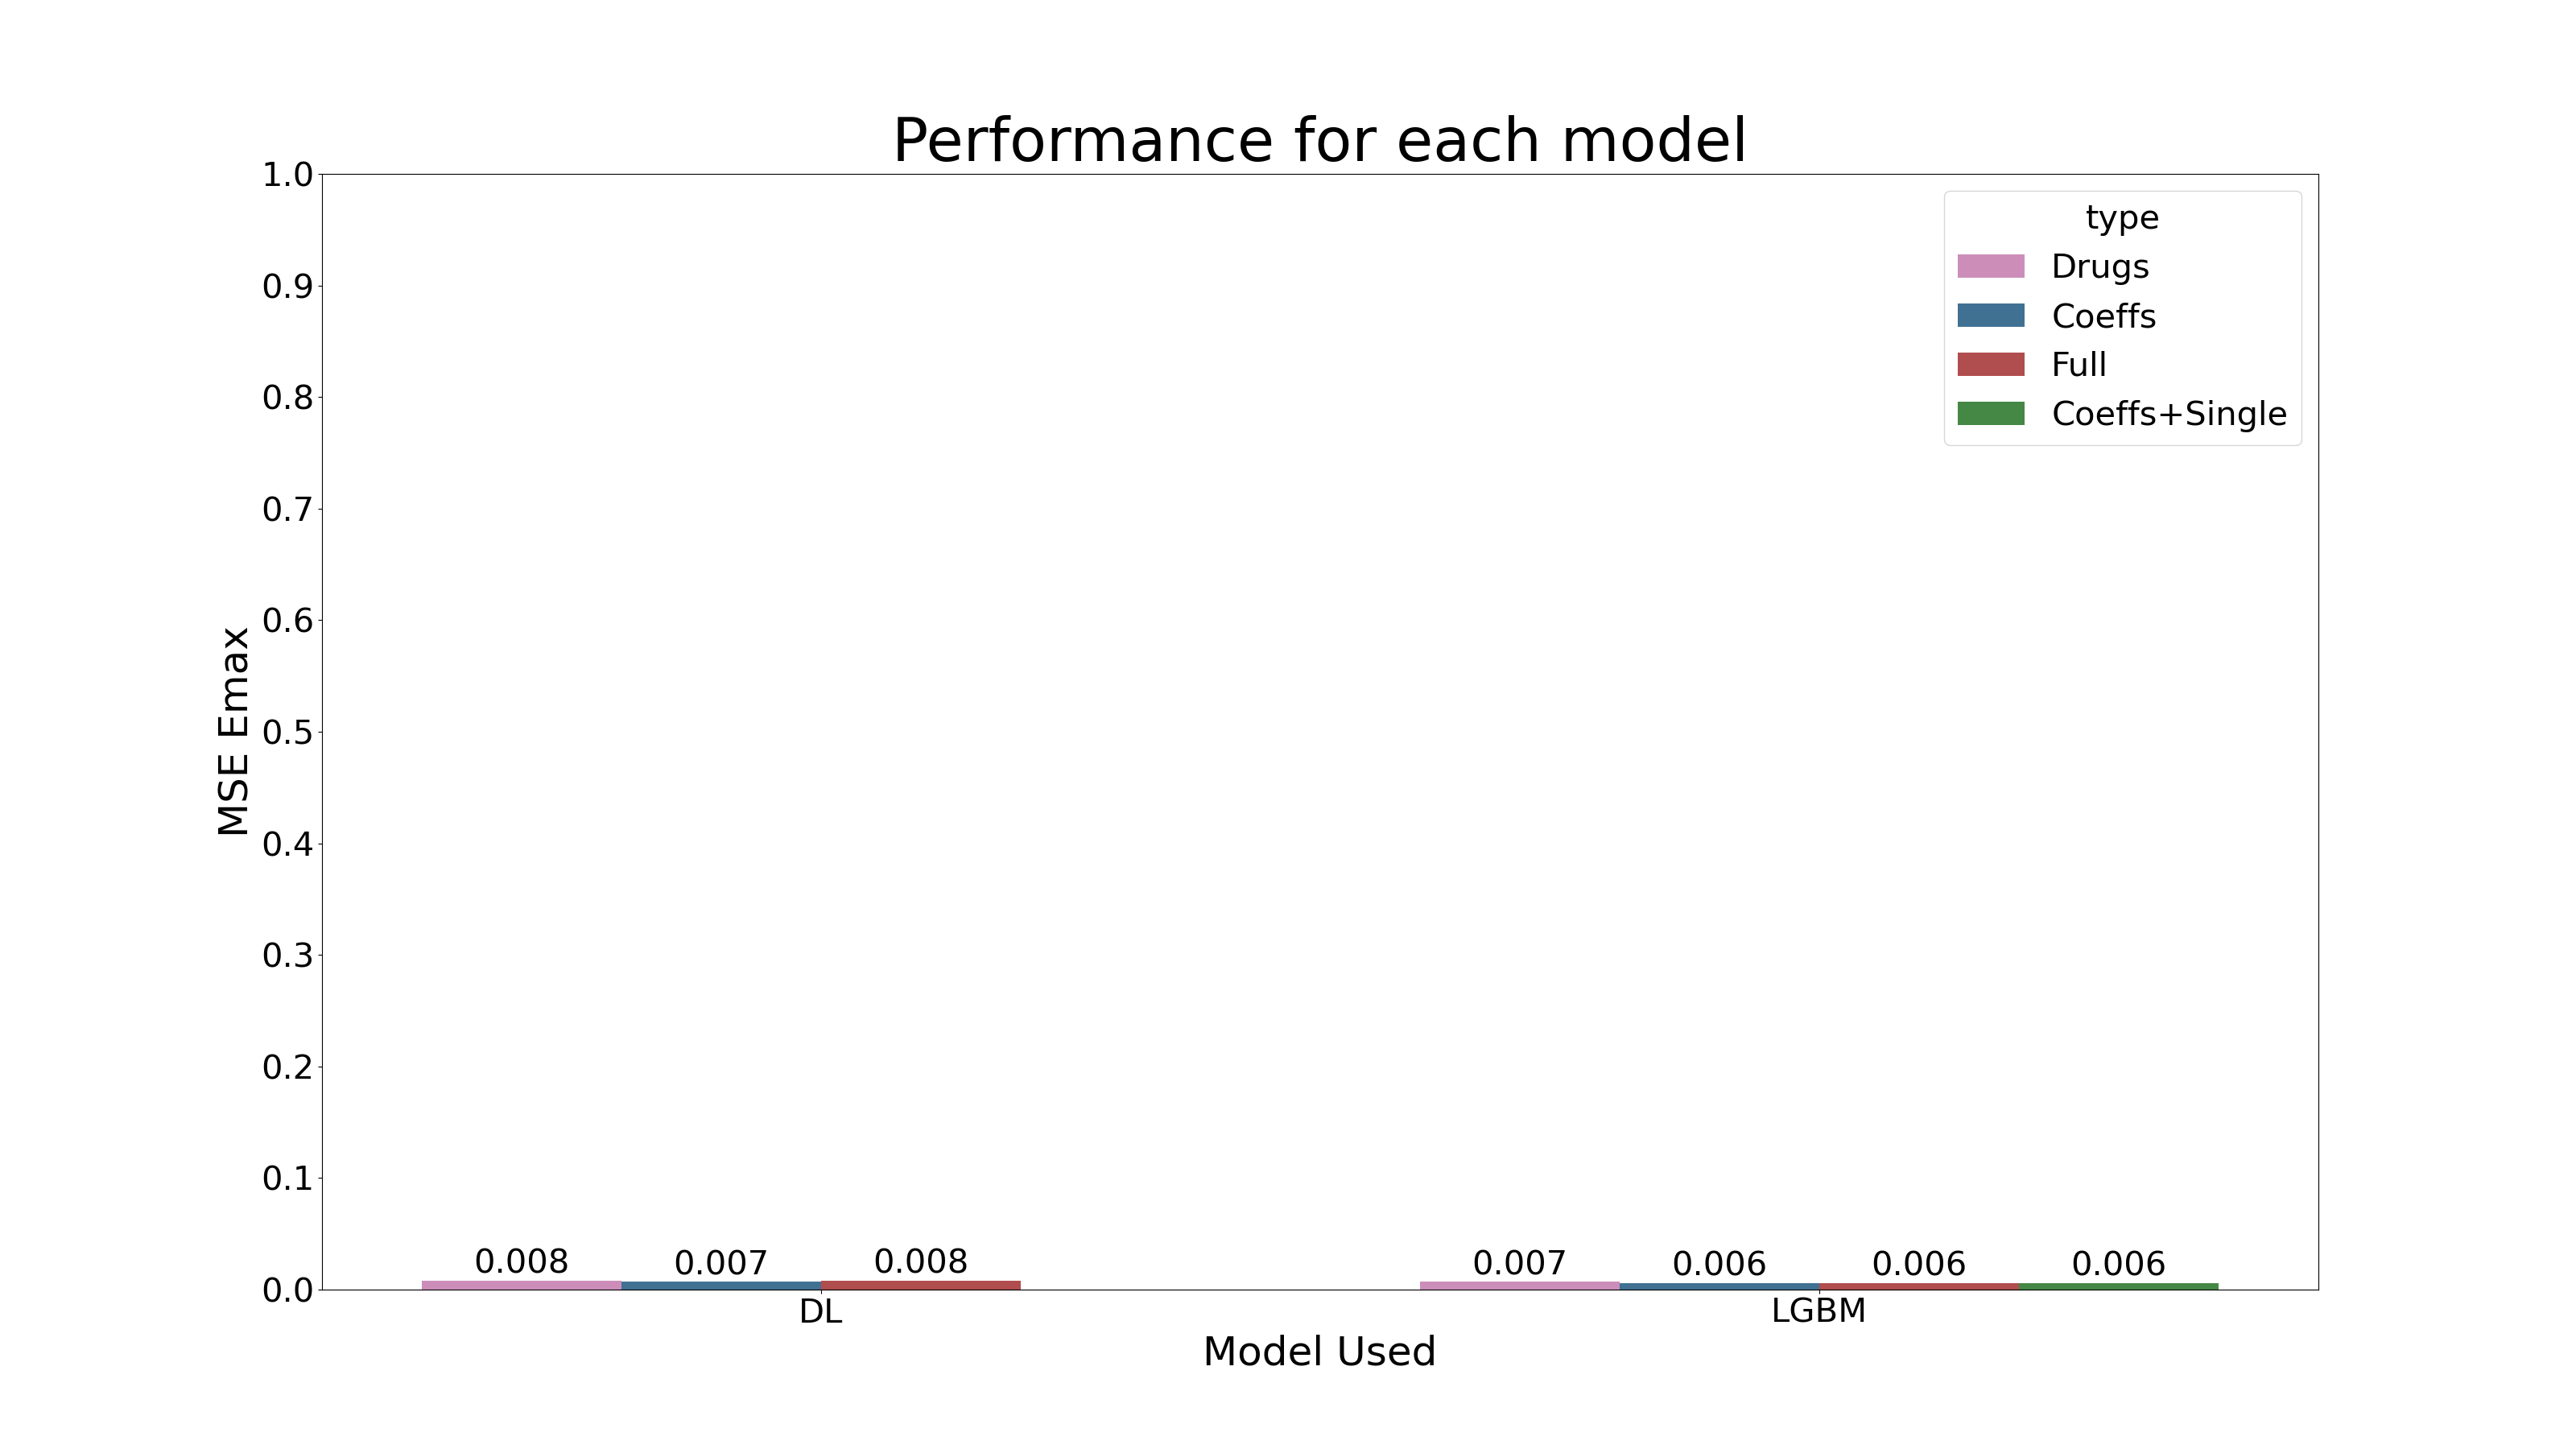 Performance for each model
1.0
0.9
0.8
0.7
0.6
0.5
0.4
0.3
0.2
0.1
0.0
MSE Emax
type
Drugs
Coeffs
Full
Coeffs+Single
0.008 0.007 0.008 0.007 0.006 0.006 0.006
DL LGBM
Model Used